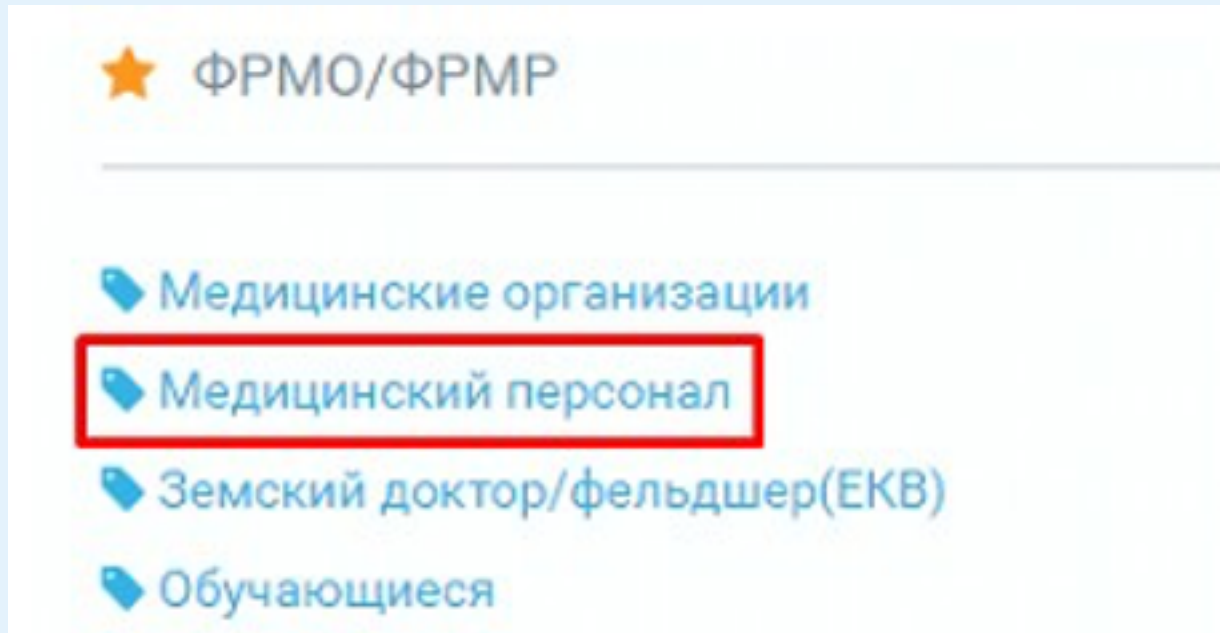 ФРМО/ФРМР
Медицинские организации
Медицинский персонал
Земский доктор/фельдшер(ЕКВ)
Обучающиеся